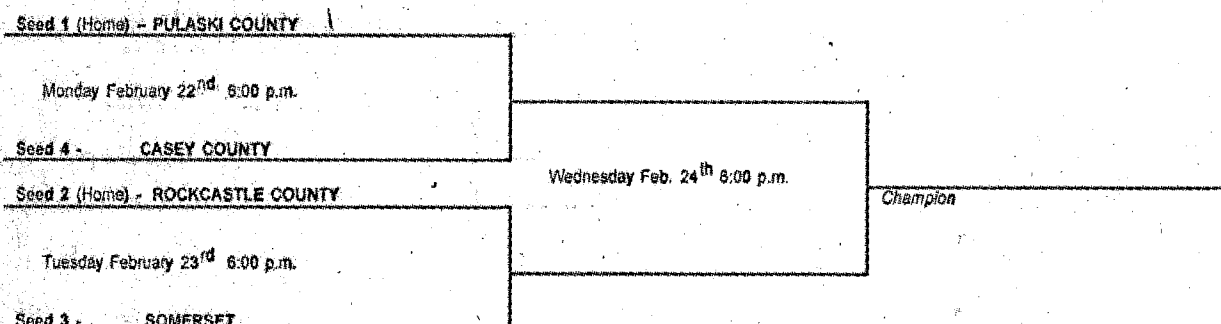 Seed 1 (Home) - PULASKI COUNTY
Monday February 22nd 6:00 p.m.
Seed 4 - CASEY COUNTY
Wednesday Feb. 24th 6:00 p.m.
Seed 2 (Home) - ROCKCASTLE COUNTY
Champion
Tuesday February 23rd 6:00 p.m.
Seed 3 - SOMERSET